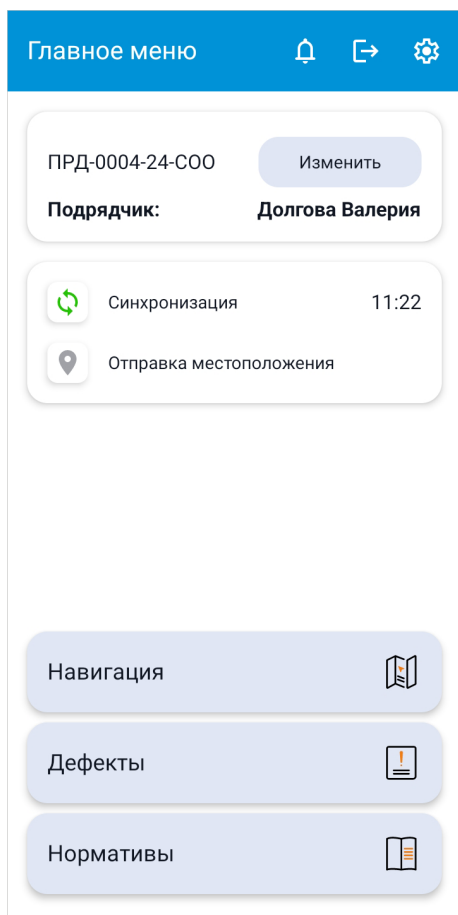 Главное меню
ПРД-0004-24-СОО Изменить
Подрядчик: Долгова Валерия
Синхронизация 11:22
Отправка местоположения
Навигация
Дефекты
Нормативы